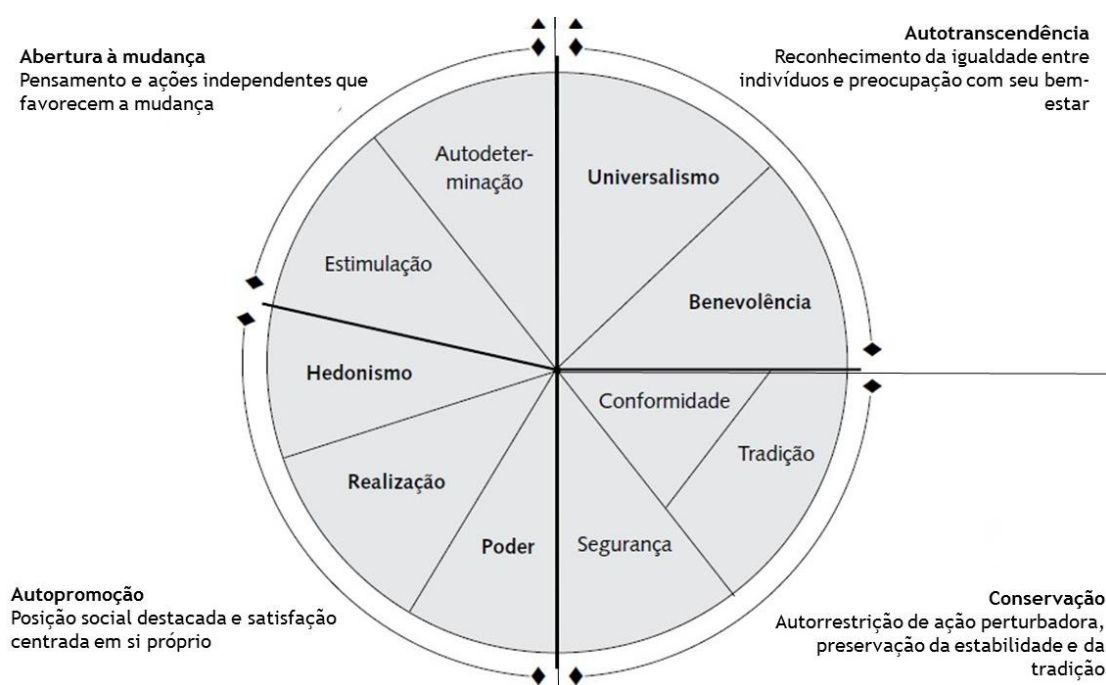 Abertura à mudança
Pensamento e ações independentes que
favorecem a mudança
Autotranscendência
Reconhecimento da igualdade entre
indivíduos e preocupação com seu bem-
estar
Autodeter-
minação
Universalismo
Estimulação
Benevolência
Hedonismo
Conformidade
Tradição
Realização
Poder
Segurança
Autopromoção
Posição social destacada e satisfação
centrada em si próprio
Conservação
Autorrestrição de ação perturbadora,
preservação da estabilidade e da
tradição